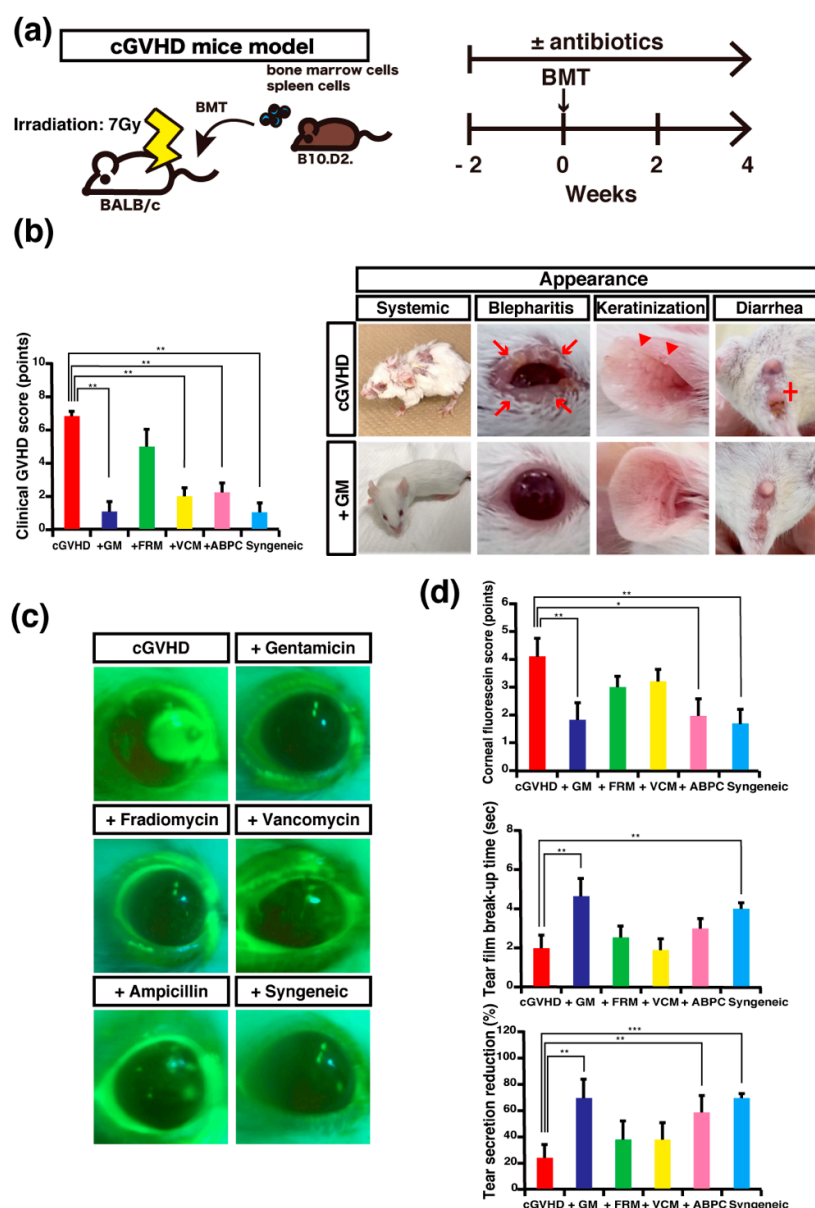 (a)
cGVHD mice model
bone marrow cells
spleen cells
BMT
Irradiation: 7Gy
B10.D2.
BALB/c
± antibiotics
BMT
- 2 0 2 4
Weeks
(b)
Clinical GVHD score (points)
10
8
6
4
2
0
** ** ** **
cGVHD +GM +FRM +VCM +ABPC Syngeneic
Appearance
Systemic Blepharitis Keratinization Diarrhea
cGVHD
+
+ GM
(c)
cGVHD + Gentamicin
+ Fradiomycin + Vancomycin
+ Ampicillin + Syngeneic
(d)
Corneal fluorescein score (points)
6
5
4
3
2
1
0
**
*
**
cGVHD + GM + FRM + VCM + ABPC Syngeneic
Tear film break-up time (sec)
8
6
4
2
0
**
**
cGVHD + GM + FRM + VCM + ABPC Syngeneic
Tear secretion reduction (%)
120
100
80
60
40
20
0
***
**
**
cGVHD + GM + FRM + VCM + ABPC Syngeneic